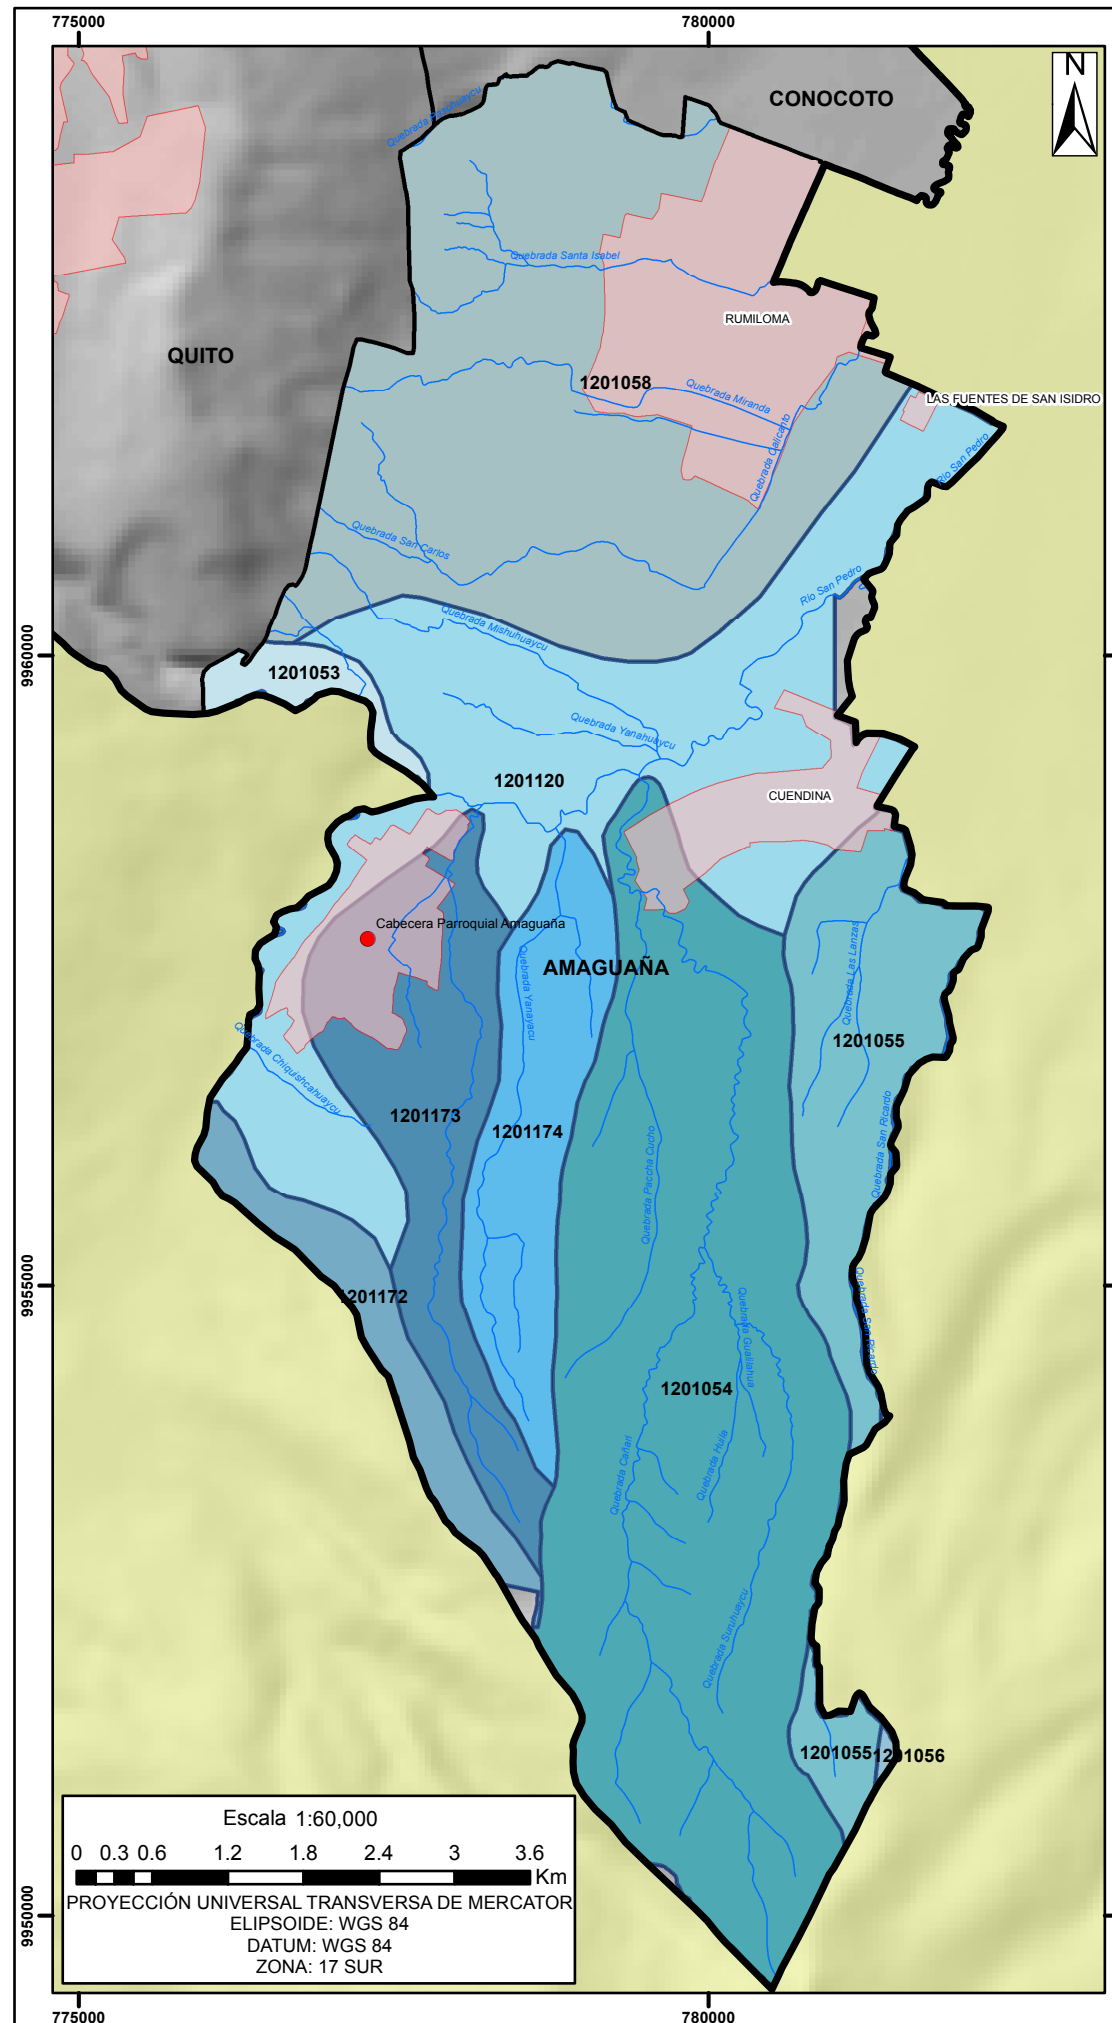 775000
780000
N
CONOCOTO
Quebrada Santa Isabel
RUMILOMA
QUITO
1201058
Quebrada Miranda
LAS FUENTES DE SAN ISIDRO
Quebrada Calicanto
Río San Pedro
Quebrada San Carlos
Río San Pedro
Quebrada Mishuhuaycu
9960000
9960000
1201053
Quebrada Yanahuaycu
1201120
CUENDINA
Cabecera Parroquial Amaguaña
AMAGUAÑA
Quebrada Yanayacu
Quebrada Las Lanzas
1201055
Quebrada Chiquishcahuaycu
1201173
1201174
Quebrada San Ricardo
Quebrada Paccha Cucho
9955000
1201172
Quebrada San Ricardo
Quebrada Guallahua
1201054
Quebrada Huila
Quebrada Cañari
Quebrada Suruhuaycu
1201055
1201056
Escala 1:60,000
0 0.3 0.6 1.2 1.8 2.4 3 3.6
Km
PROYECCIÓN UNIVERSAL TRANSVERSA DE MERCATOR
ELIPSOIDE: WGS 84
DATUM: WGS 84
ZONA: 17 SUR
9950000
775000
780000